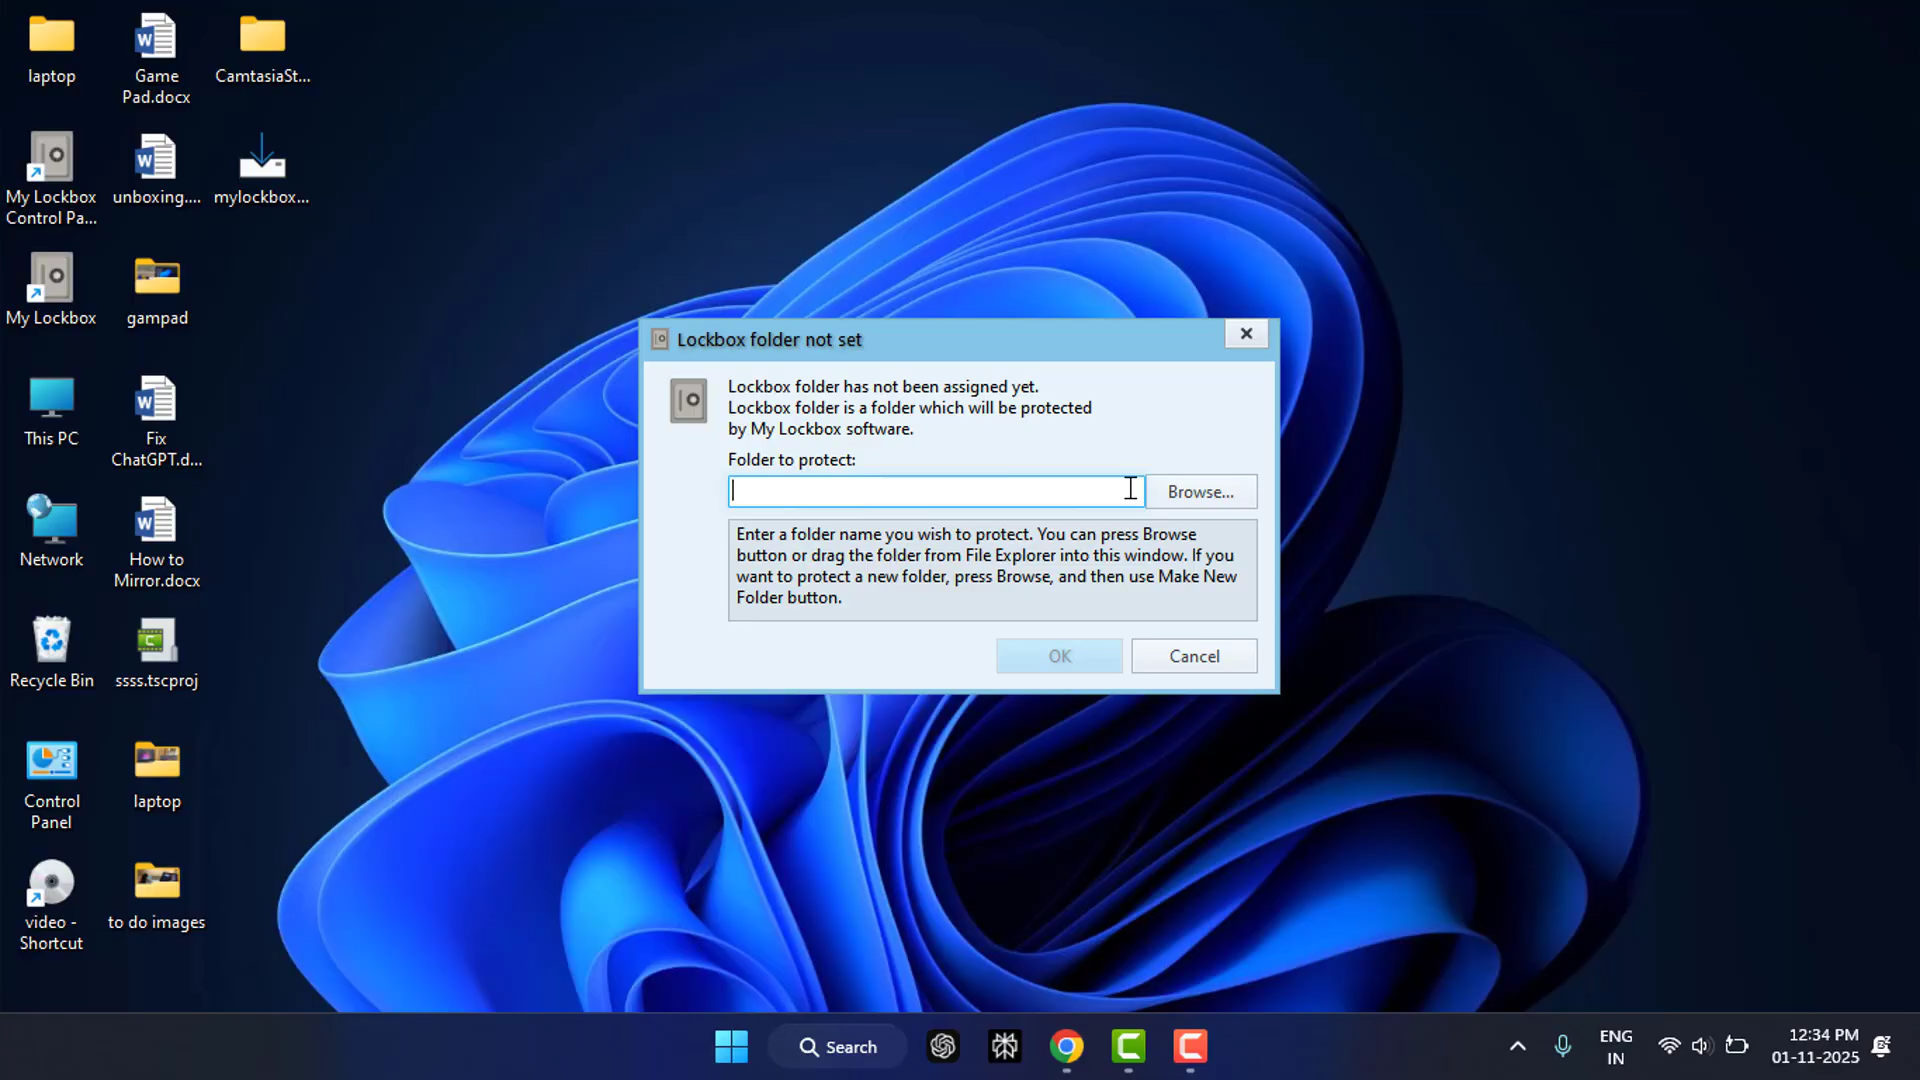 laptop
Game
Pad.docx
CamtasiaSt...
My Lockbox
Control Pa...
unboxing....
mylockbox...
My Lockbox
gampad
This PC
Fix
ChatGPT.d...
Network
How to
Mirror.docx
Recycle Bin
ssss.tscproj
Control
Panel
laptop
video -
Shortcut
to do images
Lockbox folder not set
Lockbox folder has not been assigned yet.
Lockbox folder is a folder which will be protected
by My Lockbox software.
Folder to protect:
Browse...
Enter a folder name you wish to protect. You can press Browse
button or drag the folder from File Explorer into this window. If you
want to protect a new folder, press Browse, and then use Make New
Folder button.
OK
Cancel
Search
ENG
IN
12:34 PM
01-11-2025